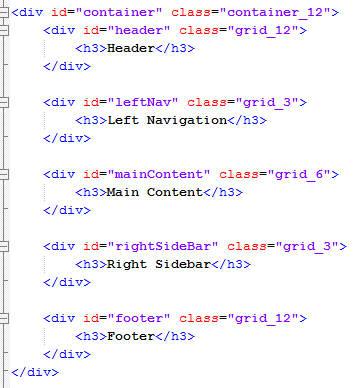 <div id="container" class="container_12">
    <div id="header" class="grid_12">
        <h3>Header</h3>
    </div>

    <div id="leftNav" class="grid_3">
        <h3>Left Navigation</h3>
    </div>

    <div id="mainContent" class="grid_6">
        <h3>Main Content</h3>
    </div>

    <div id="rightSideBar" class="grid_3">
        <h3>Right Sidebar</h3>
    </div>

    <div id="footer" class="grid_12">
        <h3>Footer</h3>
    </div>
</div>